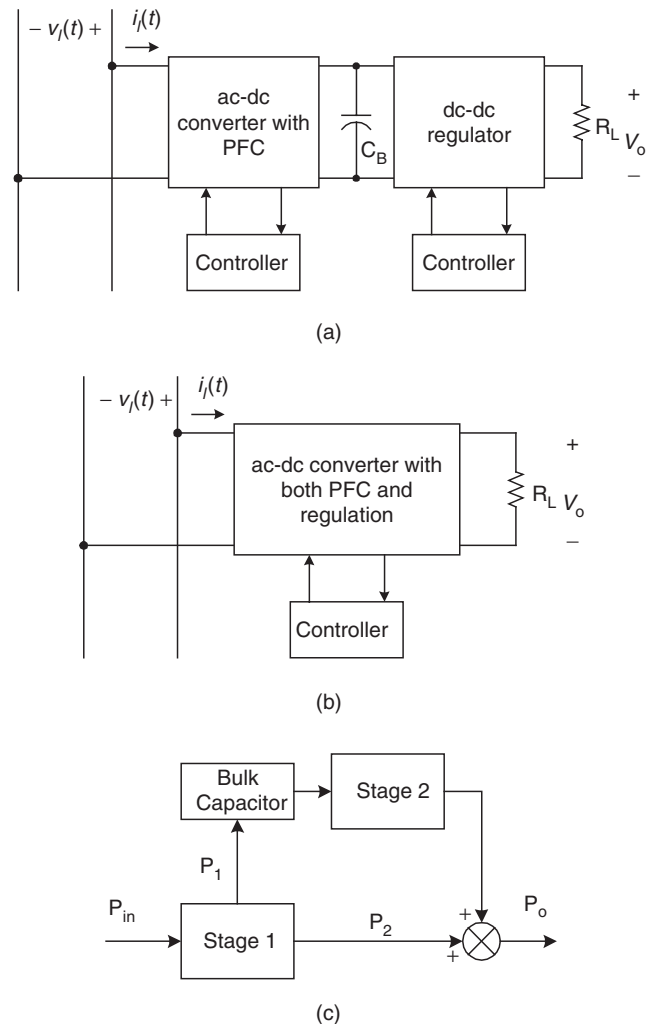 − v_l(t) +
i_l(t)
ac-dc
converter with
PFC
C_B
dc-dc
regulator
R_L
+
V_o
−
Controller
Controller
(a)
− v_l(t) +
i_l(t)
ac-dc converter with
both PFC and
regulation
R_L
+
V_o
−
Controller
(b)
Bulk
Capacitor
Stage 2
P_1
P_in
Stage 1
P_2
+
+
P_o
(c)